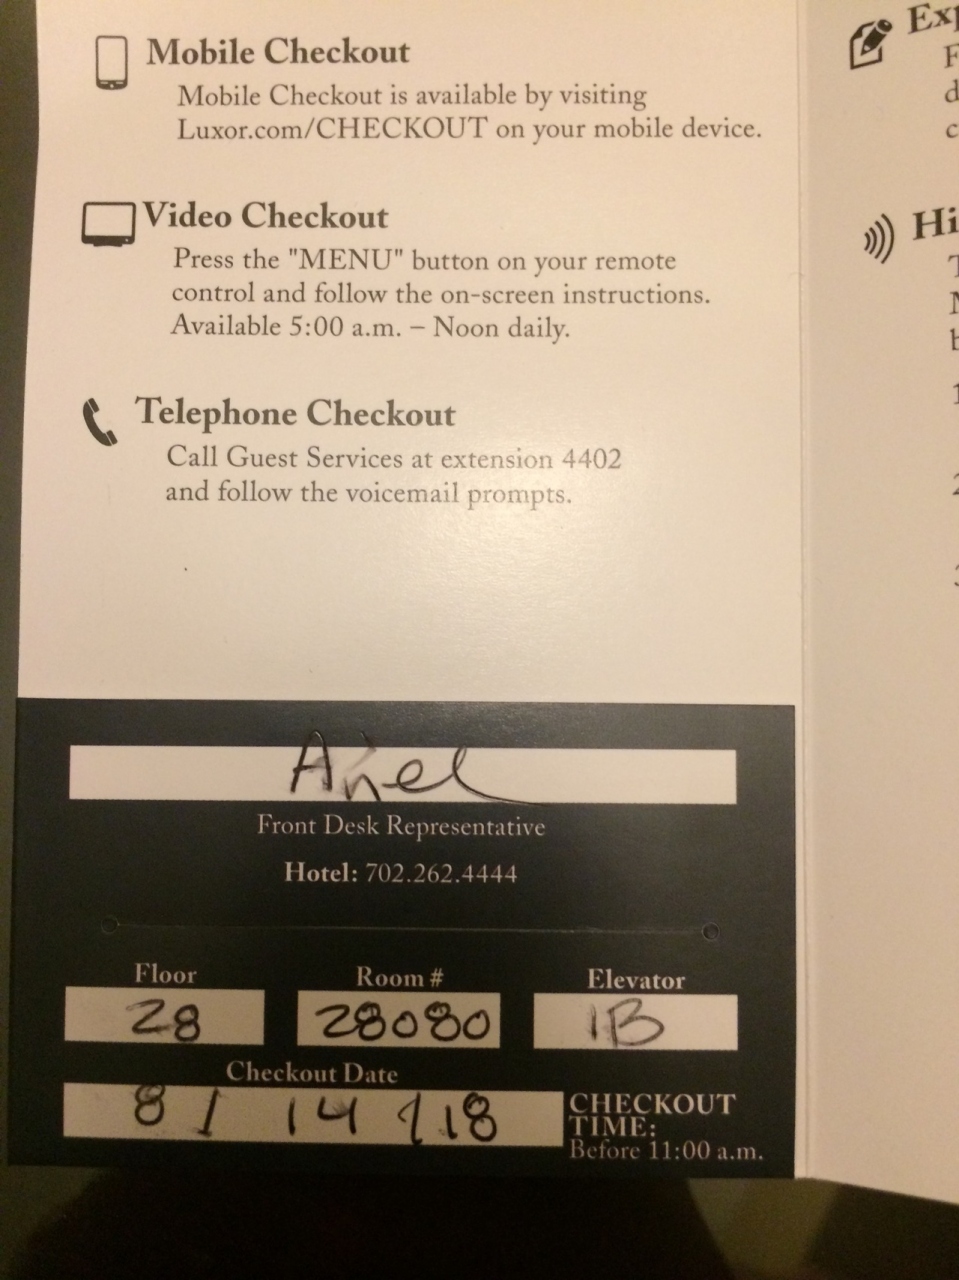 Mobile Checkout
Mobile Checkout is available by visiting
Luxor.com/CHECKOUT on your mobile device.
Video Checkout
Press the "MENU" button on your remote
control and follow the on-screen instructions.
Available 5:00 a.m. – Noon daily.
Telephone Checkout
Call Guest Services at extension 4402
and follow the voicemail prompts.
Front Desk Representative
Hotel: 702.262.4444
Floor Room # Elevator
28 28080 1B
Checkout Date
8 / 14 / 18
CHECKOUT
TIME:
Before 11:00 a.m.